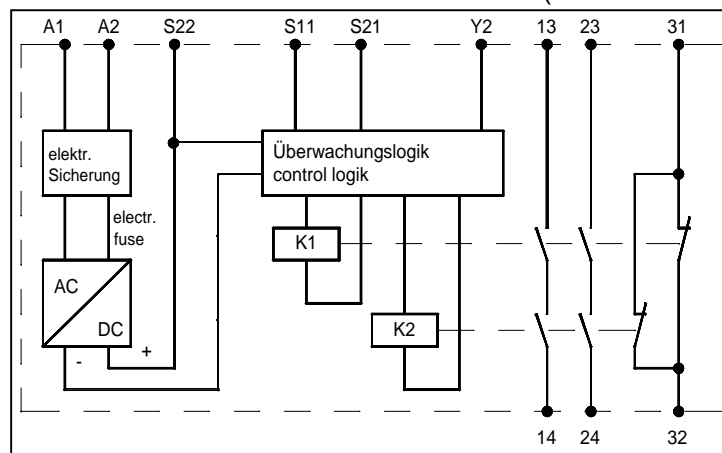 A1 A2 S22 S11 S21 Y2 13 23 31
elektr.
Sicherung
Überwachungslogik
control logik
electr.
fuse
K1
AC
DC
K2
- +
14 24 32